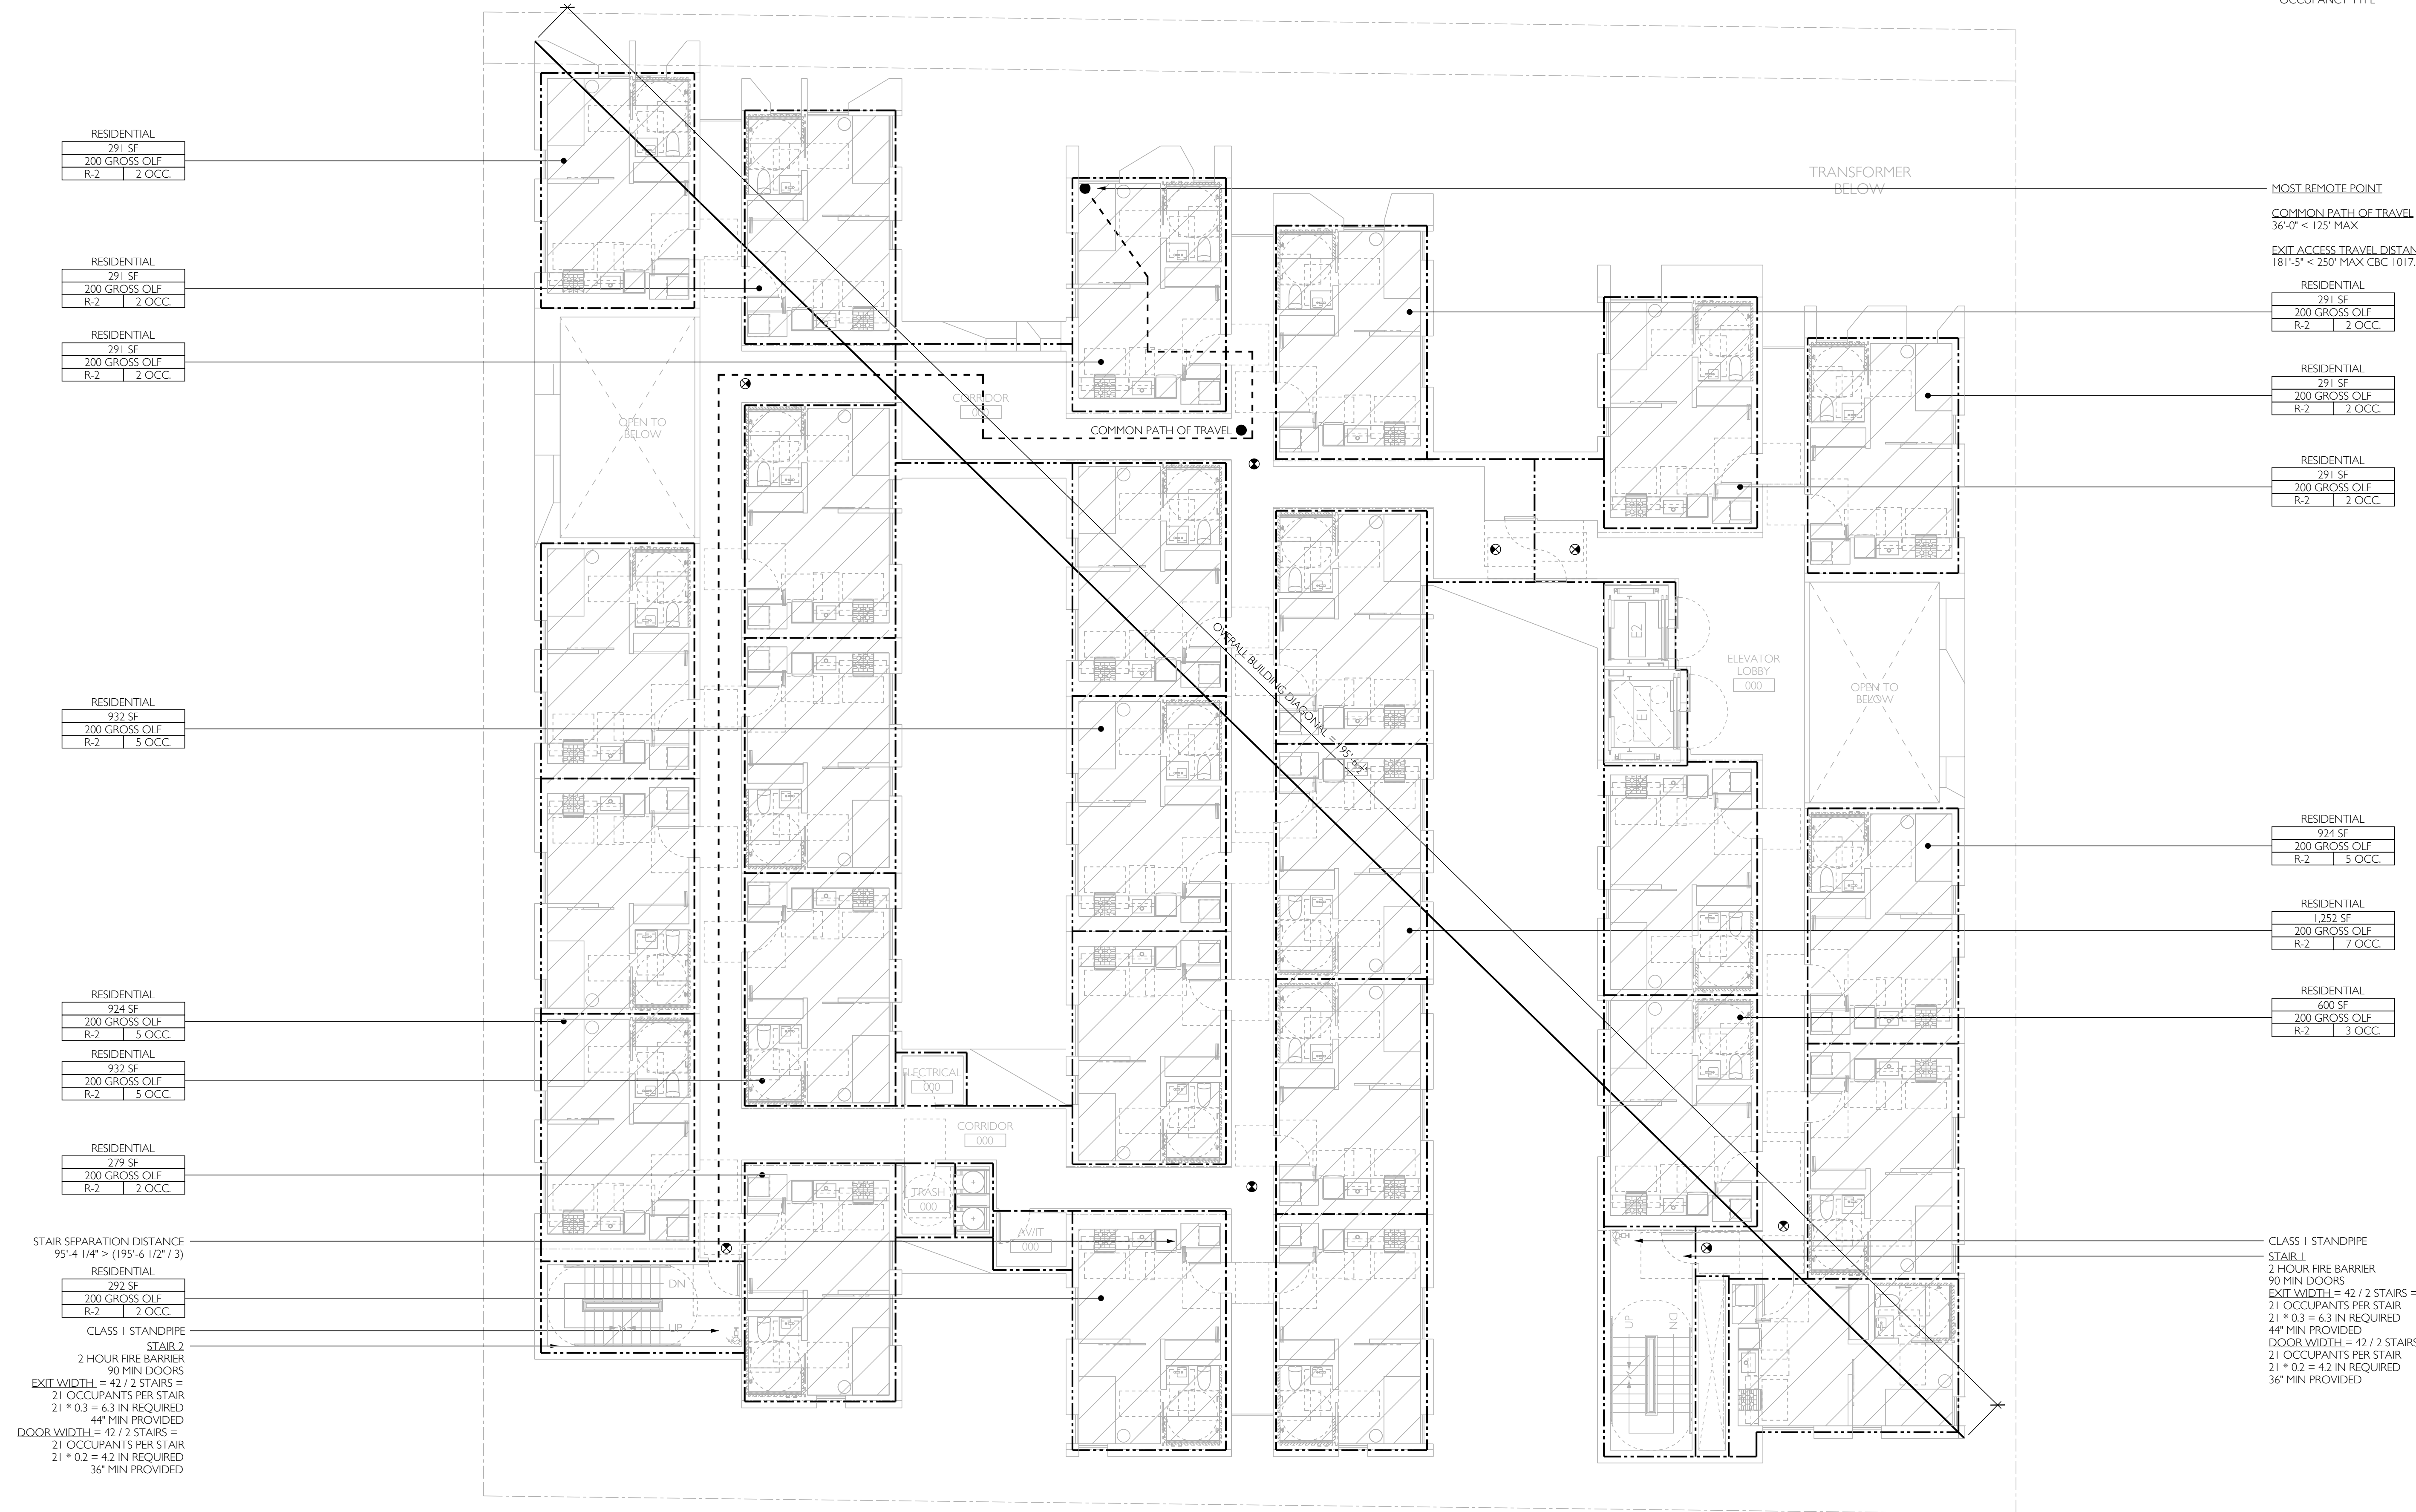 OCCUPANCY TYPE
RESIDENTIAL
291 SF
200 GROSS OLF
R-2 2 OCC.
RESIDENTIAL
291 SF
200 GROSS OLF
R-2 2 OCC.
RESIDENTIAL
291 SF
200 GROSS OLF
R-2 2 OCC.
RESIDENTIAL
932 SF
200 GROSS OLF
R-2 5 OCC.
RESIDENTIAL
924 SF
200 GROSS OLF
R-2 5 OCC.
RESIDENTIAL
932 SF
200 GROSS OLF
R-2 5 OCC.
RESIDENTIAL
279 SF
200 GROSS OLF
R-2 2 OCC.
STAIR SEPARATION DISTANCE
95'-4 1/4" > (195'-6 1/2" / 3)
RESIDENTIAL
292 SF
200 GROSS OLF
R-2 2 OCC.
CLASS 1 STANDPIPE
STAIR 2
2 HOUR FIRE BARRIER
90 MIN DOORS
EXIT WIDTH = 42 / 2 STAIRS =
21 OCCUPANTS PER STAIR
21 * 0.3 = 6.3 IN REQUIRED
44" MIN PROVIDED
DOOR WIDTH = 42 / 2 STAIRS =
21 OCCUPANTS PER STAIR
21 * 0.2 = 4.2 IN REQUIRED
36" MIN PROVIDED
OPEN TO
BELOW
CORRIDOR
000
COMMON PATH OF TRAVEL
OVERALL BUILDING DIAGONAL = 195'-6
TRANSFORMER
BELOW
E2
E1
ELEVATOR
LOBBY
000
OPEN TO
BELOW
ELECTRICAL
000
CORRIDOR
000
TRASH
000
AV/IT
000
DN
UP
UP
DN
MOST REMOTE POINT
COMMON PATH OF TRAVEL
36'-0" < 125' MAX
EXIT ACCESS TRAVEL DISTAN
181'-5" < 250' MAX CBC 1017.
RESIDENTIAL
291 SF
200 GROSS OLF
R-2 2 OCC.
RESIDENTIAL
291 SF
200 GROSS OLF
R-2 2 OCC.
RESIDENTIAL
291 SF
200 GROSS OLF
R-2 2 OCC.
RESIDENTIAL
924 SF
200 GROSS OLF
R-2 5 OCC.
RESIDENTIAL
1,252 SF
200 GROSS OLF
R-2 7 OCC.
RESIDENTIAL
600 SF
200 GROSS OLF
R-2 3 OCC.
CLASS 1 STANDPIPE
STAIR 1
2 HOUR FIRE BARRIER
90 MIN DOORS
EXIT WIDTH = 42 / 2 STAIRS =
21 OCCUPANTS PER STAIR
21 * 0.3 = 6.3 IN REQUIRED
44" MIN PROVIDED
DOOR WIDTH = 42 / 2 STAIRS
21 OCCUPANTS PER STAIR
21 * 0.2 = 4.2 IN REQUIRED
36" MIN PROVIDED